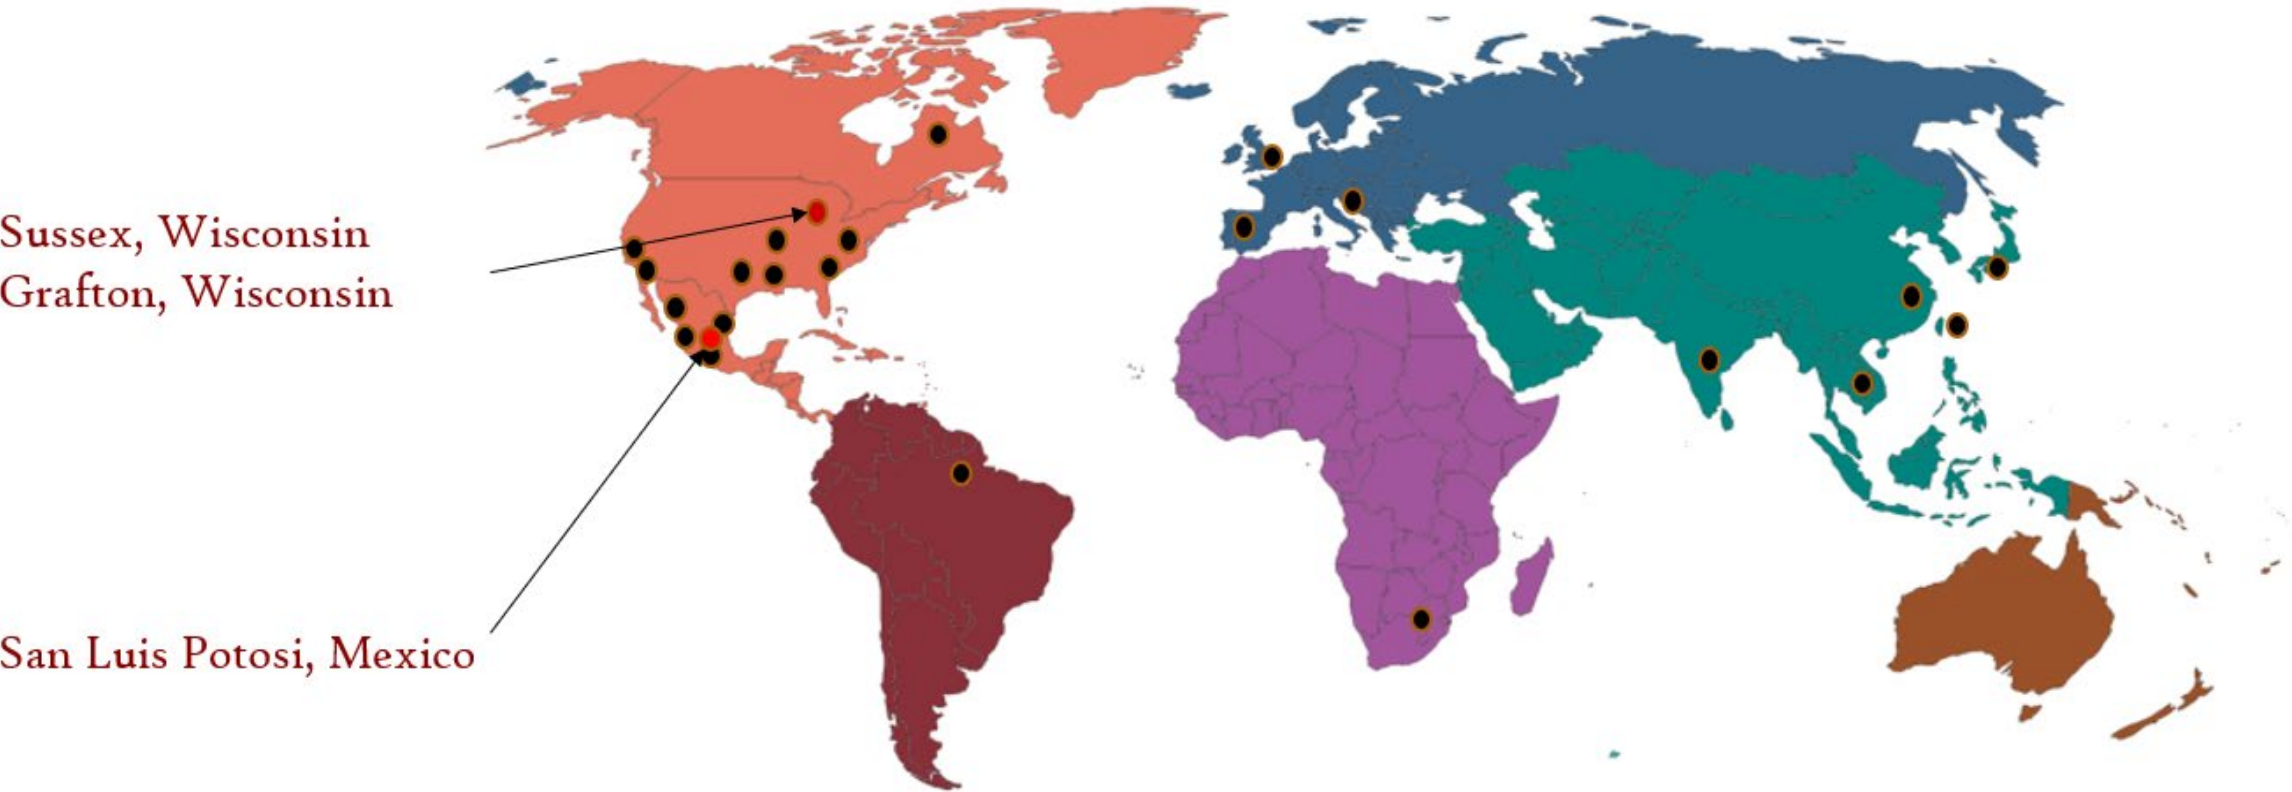 Sussex, Wisconsin
Grafton, Wisconsin
San Luis Potosi, Mexico